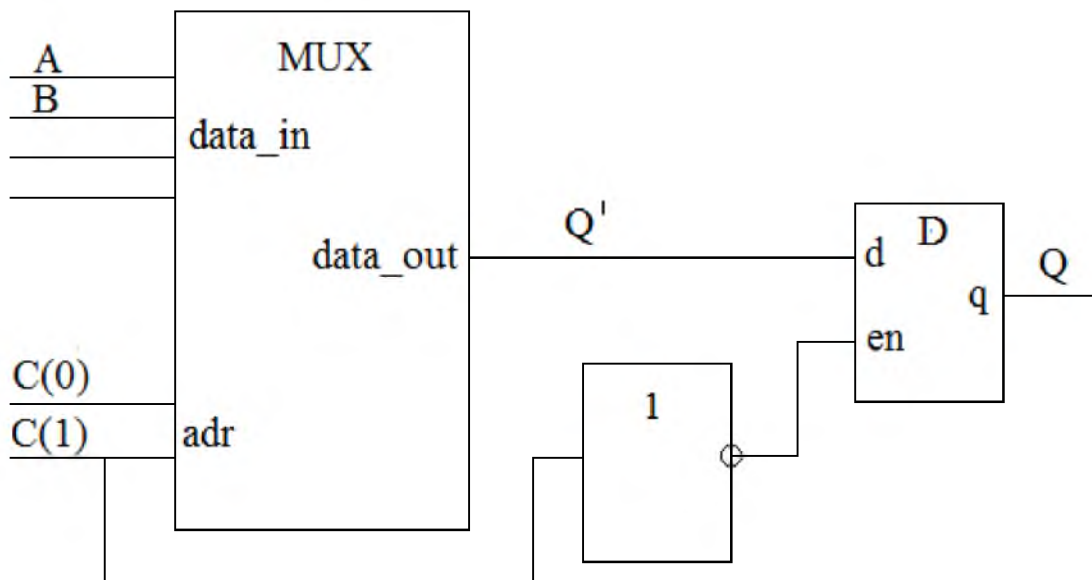 A
MUX
B
data_in
Q'
D
data_out
d
Q
q
en
C(0)
1
C(1)
adr